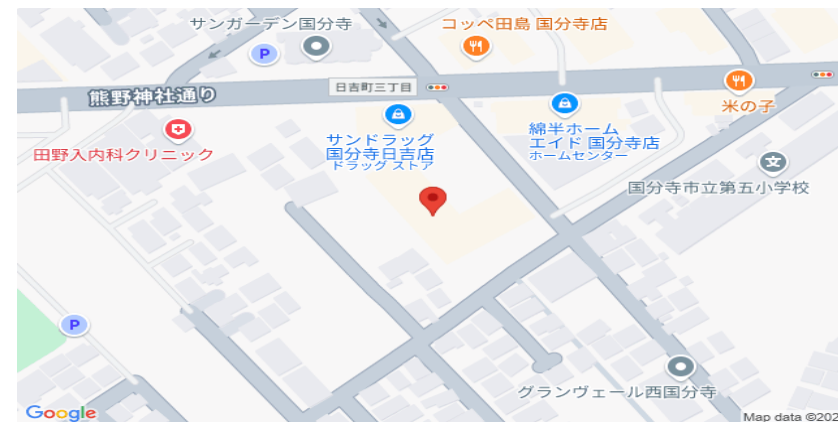 サンガーデン国分寺
コッペ田島 国分寺店
P
日吉町三丁目
熊野神社通り
米の子
サンドラッグ
国分寺日吉店
ドラッグ ストア
綿半ホーム
エイド 国分寺店
ホームセンター
田野入内科クリニック
文
国分寺市立第五小学校
P
グランヴェール西国分寺
Google
Map data ©202